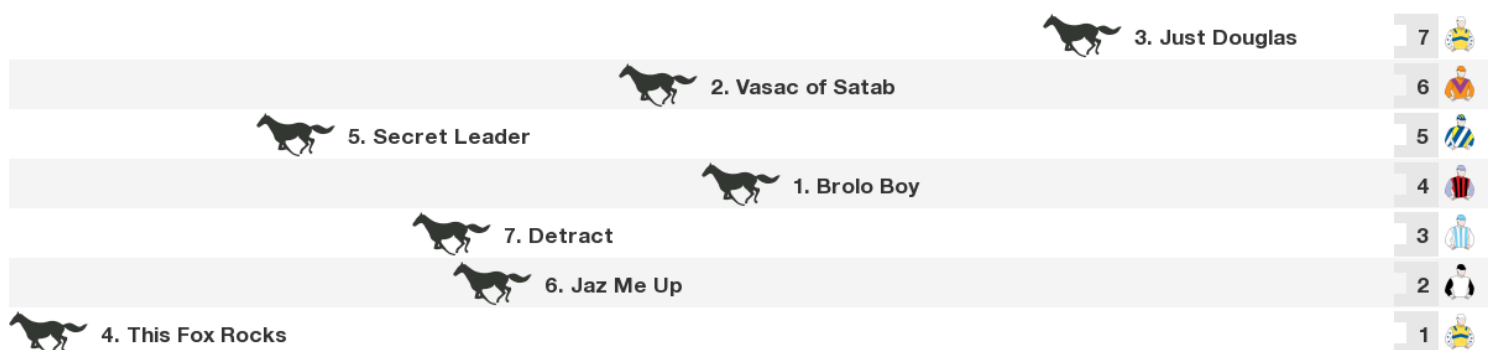 3. Just Douglas 7
2. Vasac of Satab 6
5. Secret Leader 5
1. Brolo Boy 4
7. Detract 3
6. Jaz Me Up 2
4. This Fox Rocks 1